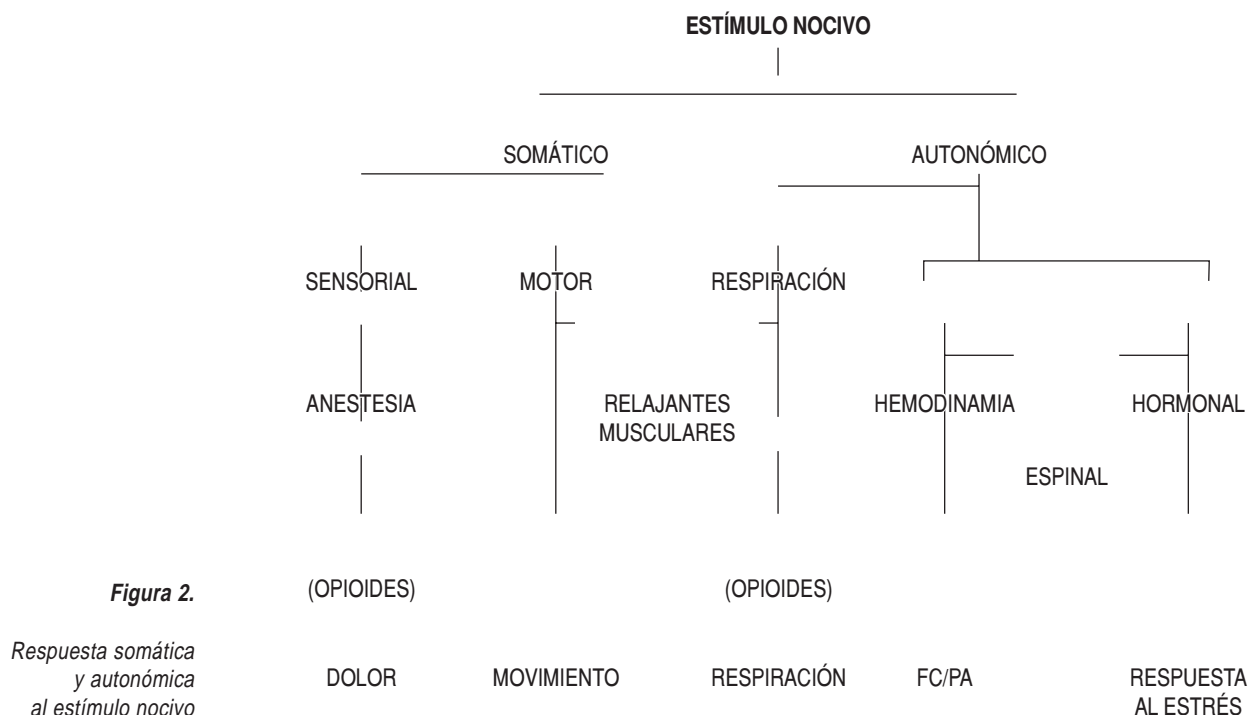 ESTÍMULO NOCIVO
SOMÁTICO AUTONÓMICO
SENSORIAL MOTOR RESPIRACIÓN
ANESTESIA RELAJANTES HEMODINAMIA HORMONAL
MUSCULARES
ESPINAL
Figura 2. (OPIOIDES) (OPIOIDES)
Respuesta somática
y autonómica DOLOR MOVIMIENTO RESPIRACIÓN FC/PA RESPUESTA
al estímulo nocivo AL ESTRÉS